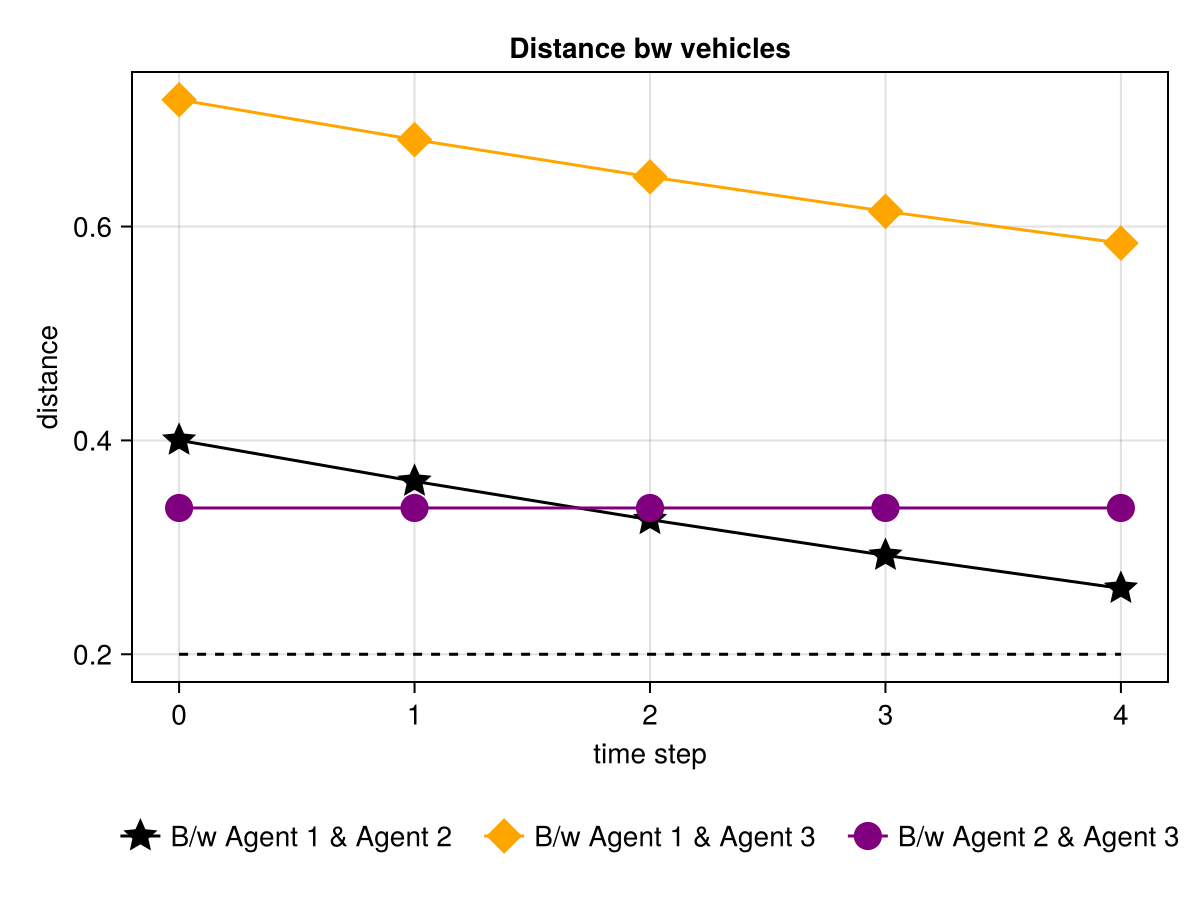 Distance bw vehicles
distance
0.6
0.4
0.2
0 1 2 3 4
time step
B/w Agent 1 & Agent 2 B/w Agent 1 & Agent 3 B/w Agent 2 & Agent 3